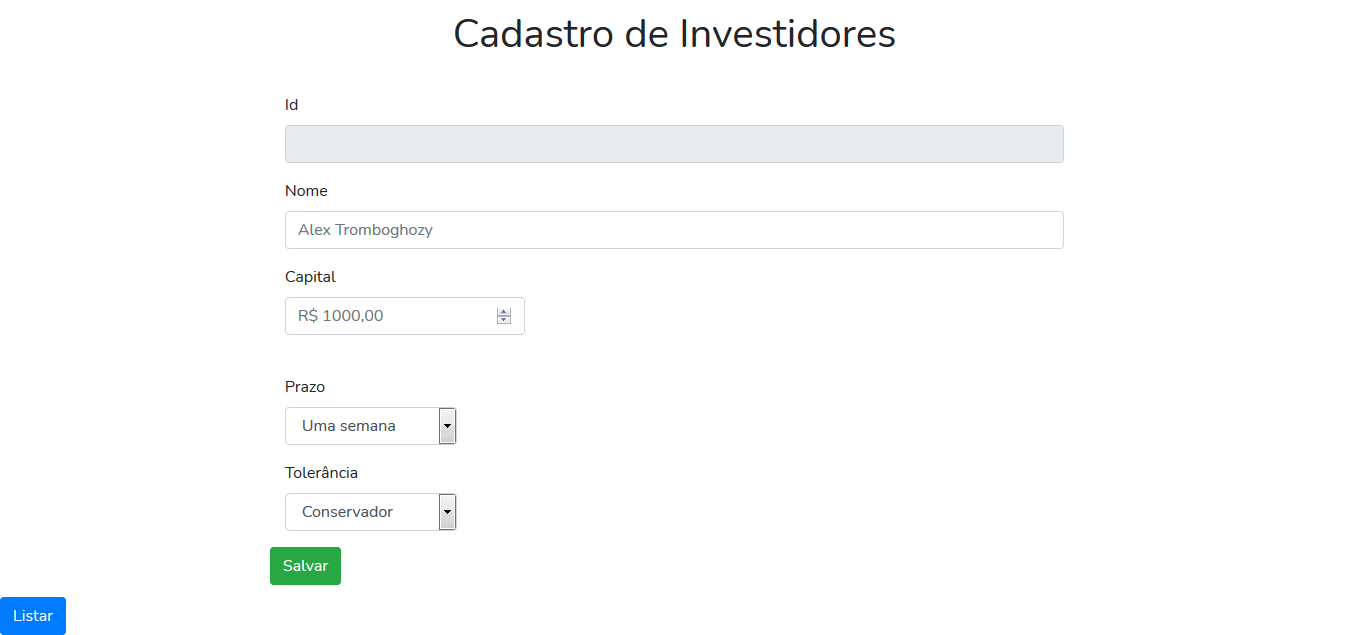 Cadastro de Investidores
Id
Nome
Alex Tromboghozy
Capital
R$ 1000,00
Prazo
Uma semana
Tolerância
Conservador
Salvar
Listar